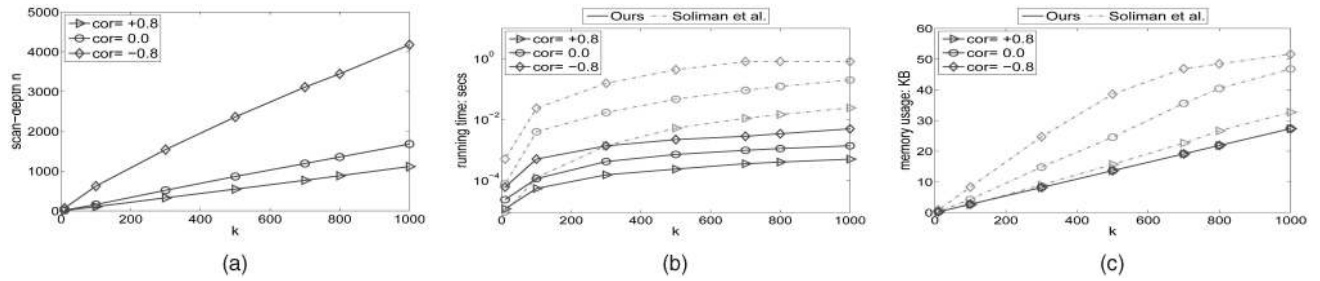 5000
4000
3000
2000
1000
0
cor= +0.8
cor= 0.0
cor= −0.8
scan-depth n
0 200 400 600 800 1000
k
(a)
Ours Soliman et al.
10^0
10^−2
10^−4
cor= +0.8
cor= 0.0
cor= −0.8
running time: secs
0 200 400 600 800 1000
k
(b)
Ours Soliman et al.
60
50
40
30
20
10
0
cor= +0.8
cor= 0.0
cor= −0.8
memory usage: KB
0 200 400 600 800 1000
k
(c)